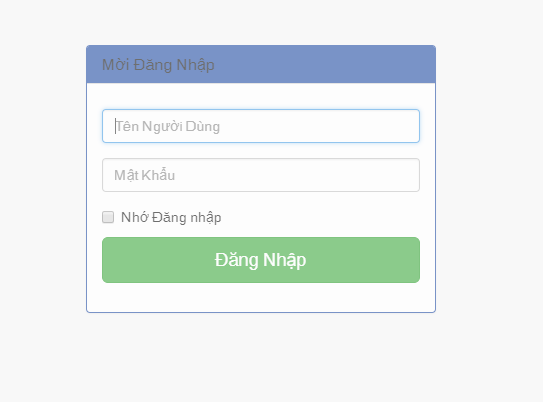 Mời Đăng Nhập
Tên Người Dùng
Mật Khẩu
Nhớ Đăng nhập
Đăng Nhập